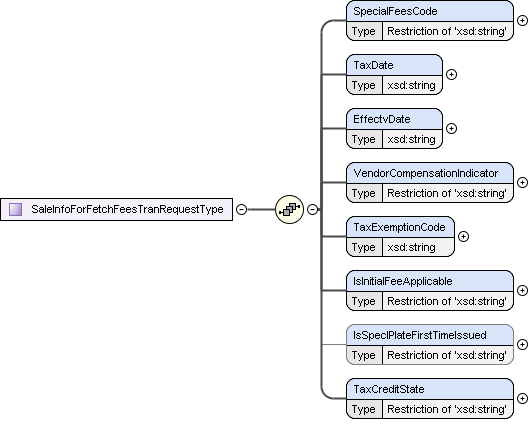 SpecialFeesCode
Type Restriction of 'xsd:string'
TaxDate
Type xsd:string
EffectvDate
Type xsd:string
VendorCompensationIndicator
Type Restriction of 'xsd:string'
SaleInfoForFetchFeesTranRequestType
TaxExemptionCode
Type xsd:string
IsInitialFeeApplicable
Type Restriction of 'xsd:string'
IsSpeclPlateFirstTimeIssued
Type Restriction of 'xsd:string'
TaxCreditState
Type Restriction of 'xsd:string'